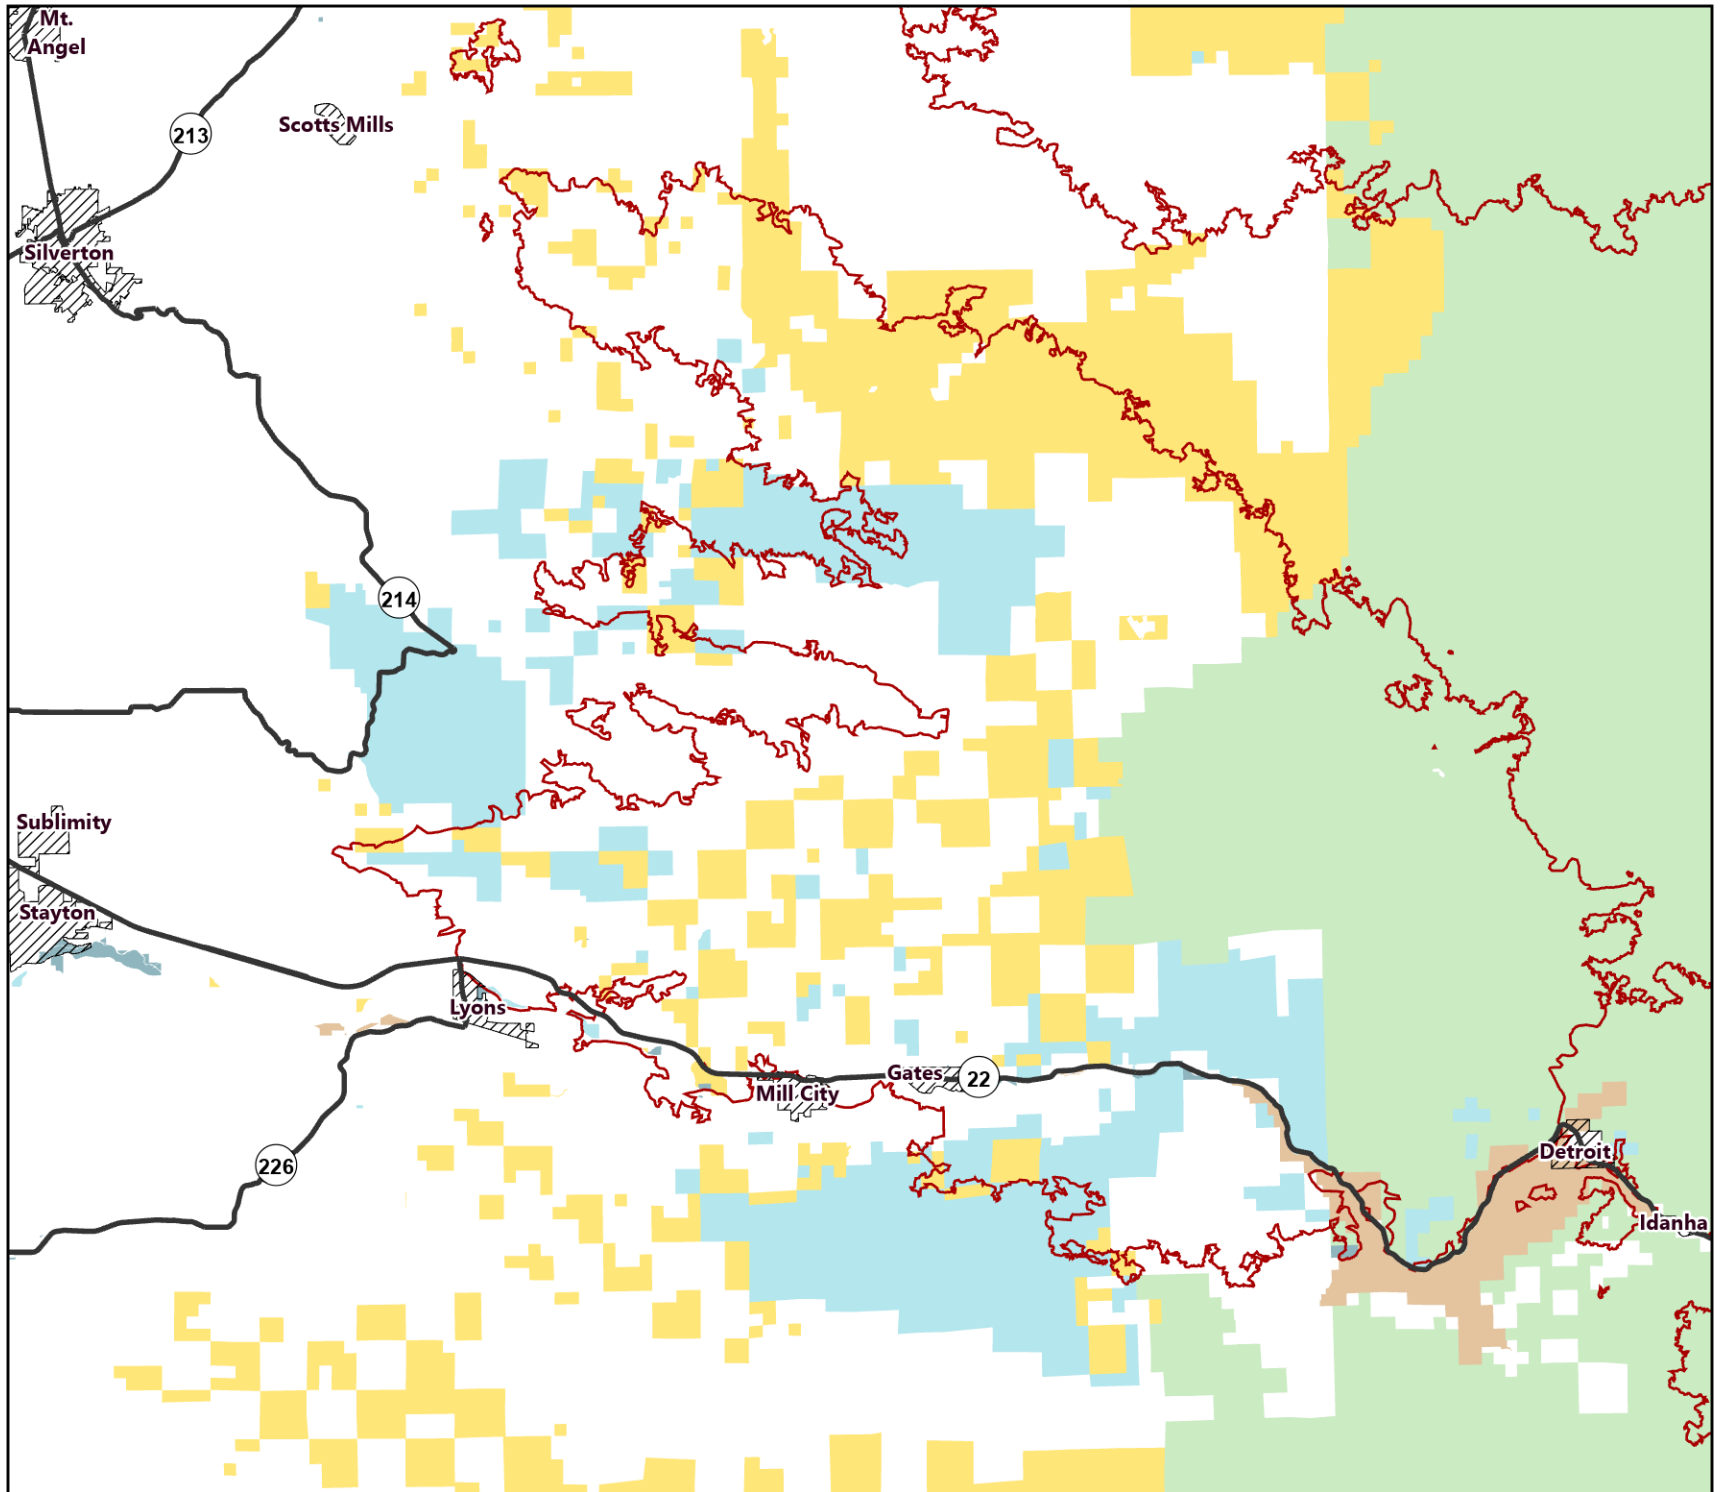 Mt.
Angel
213
Scotts Mills
Silverton
214
Sublimity
Stayton
Lyons
Gates
22
Mill City
226
Detroit
Idanha